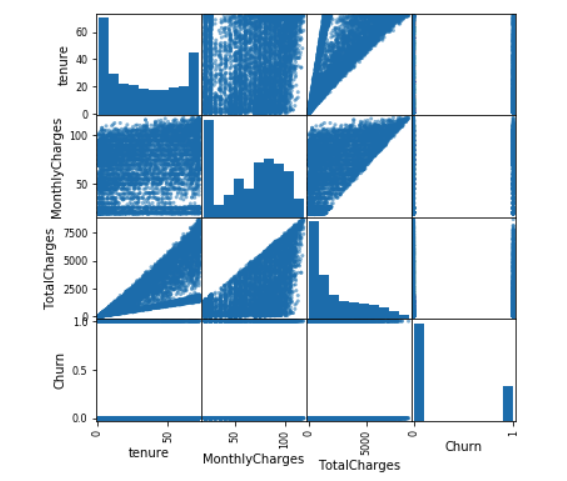 60
40
20
0
tenure
100
50
MonthlyCharges
7500
5000
2500
0
TotalCharges
1.0
0.5
0.0
Churn
0 50
tenure
50 100
MonthlyCharges
0 5000
TotalCharges
0 1
Churn